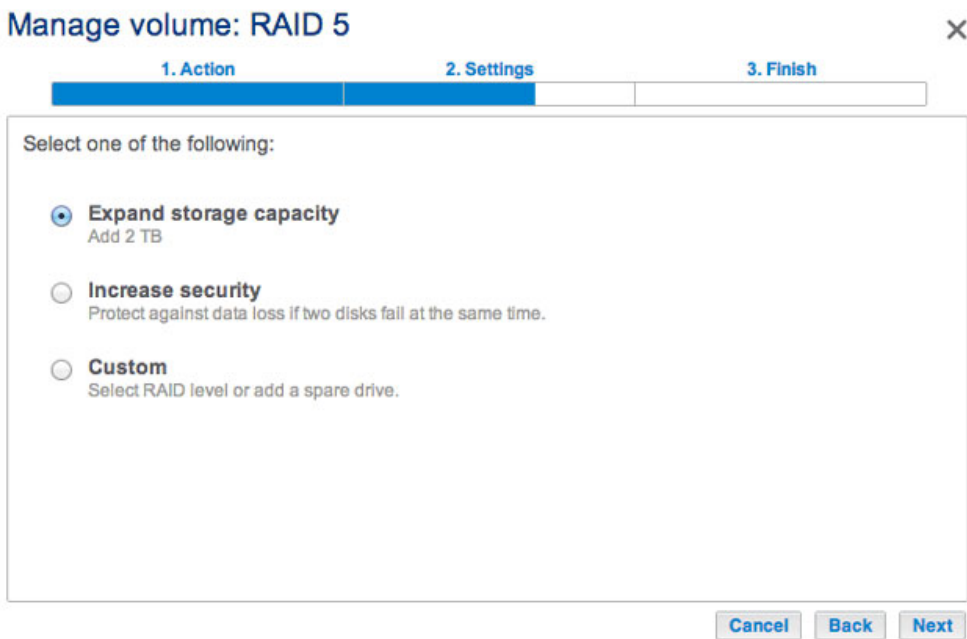 Manage volume: RAID 5
1. Action
2. Settings
3. Finish
Select one of the following:
Expand storage capacity
Add 2 TB
Increase security
Protect against data loss if two disks fail at the same time.
Custom
Select RAID level or add a spare drive.
Cancel
Back
Next